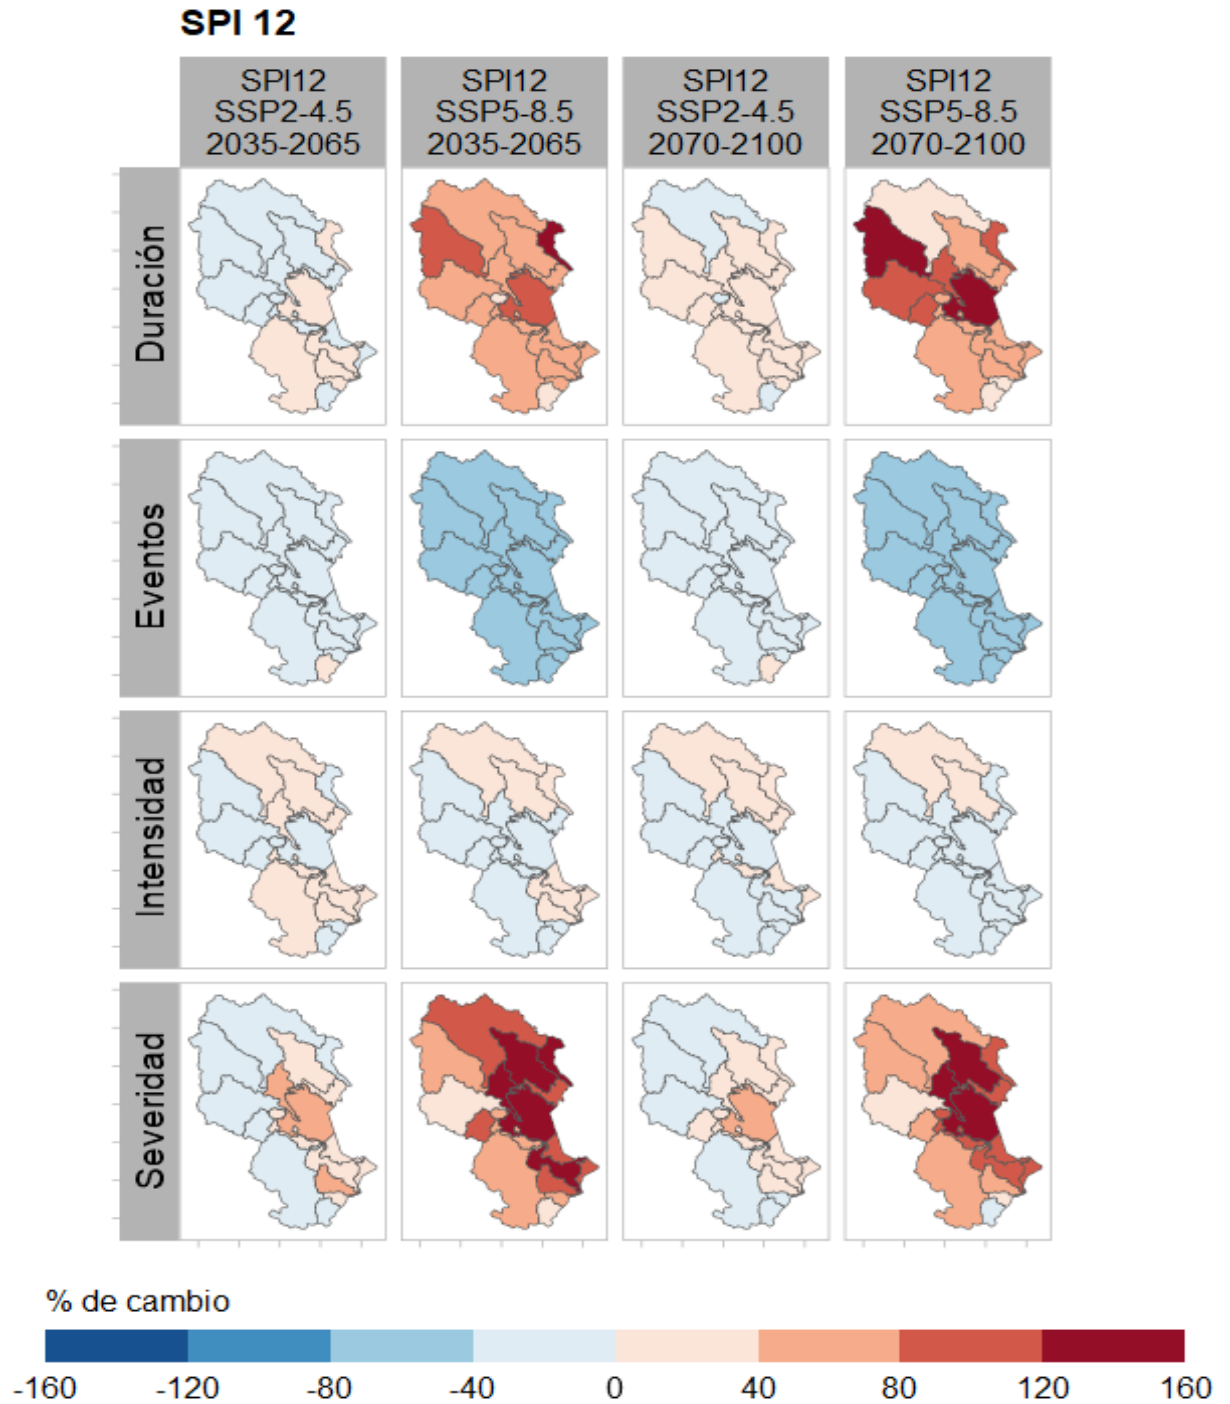 SPI 12
SPI12 SPI12 SPI12 SPI12
SSP2-4.5 SSP5-8.5 SSP2-4.5 SSP5-8.5
2035-2065 2035-2065 2070-2100 2070-2100
Duración
Eventos
Intensidad
Severidad
% de cambio
-160 -120 -80 -40 0 40 80 120 160